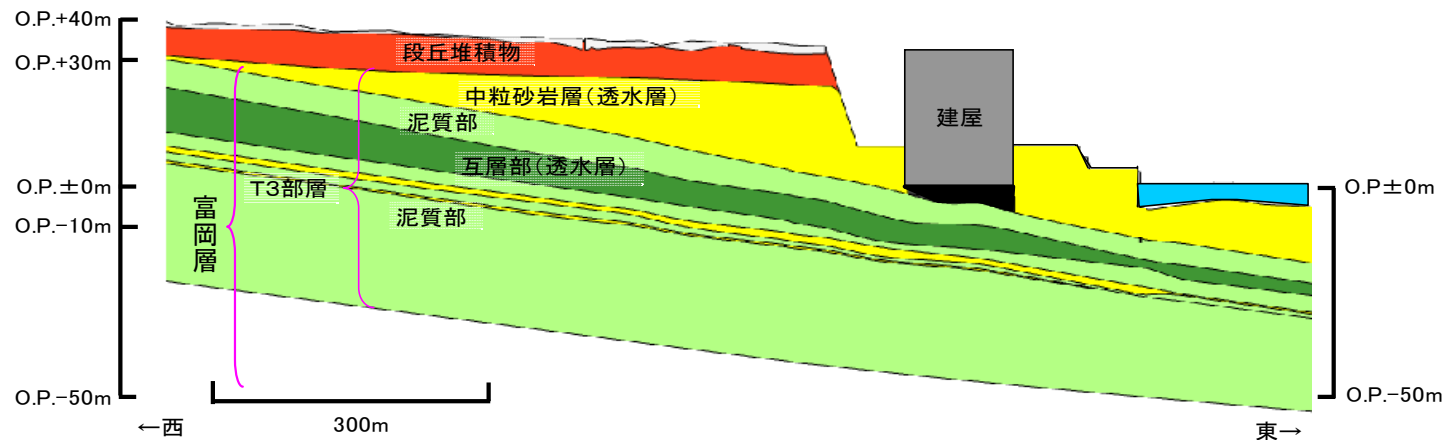 O.P.+40m
段丘堆積物
O.P.+30m
中粒砂岩層(透水層)
建屋
泥質部
互層部(透水層)
O.P.±0m
O.P±0m
T3部層
泥質部
富岡層
O.P.-10m
O.P.-50m
O.P.-50m
←西
300m
東→